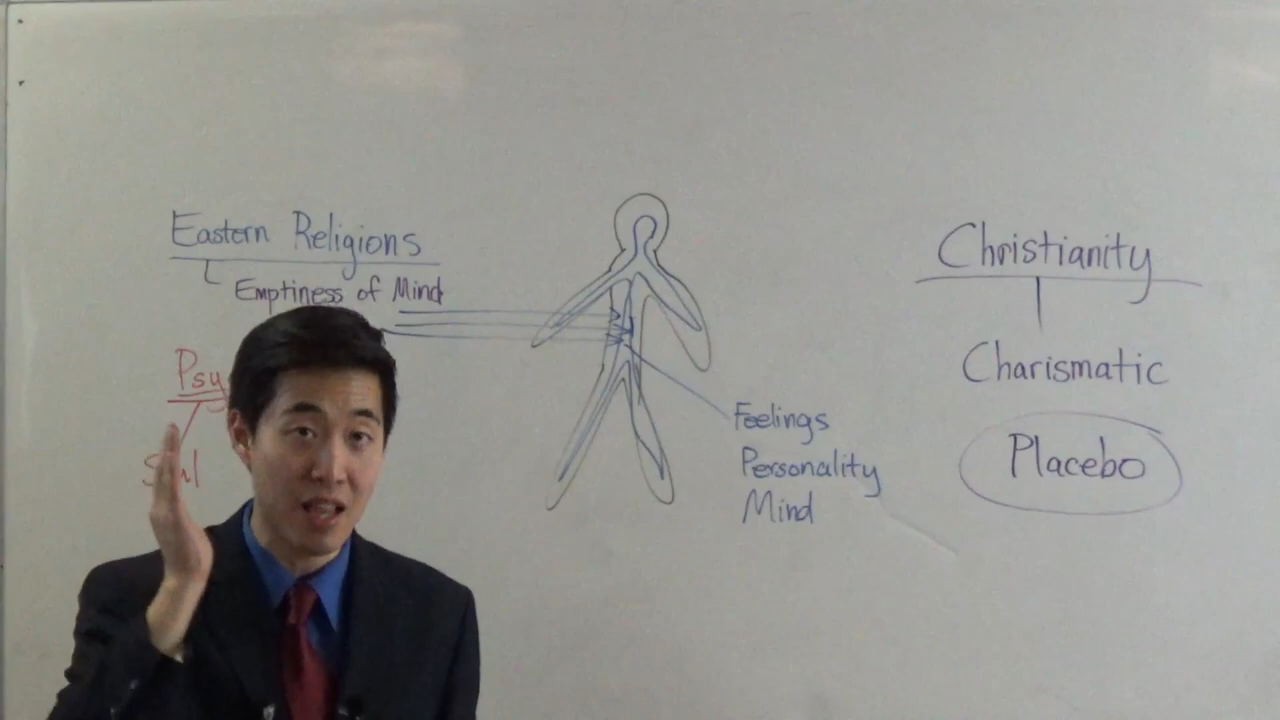 Eastern Religions
Emptiness of Mind
Feelings
Personality
Mind
Christianity
Charismatic
Placebo